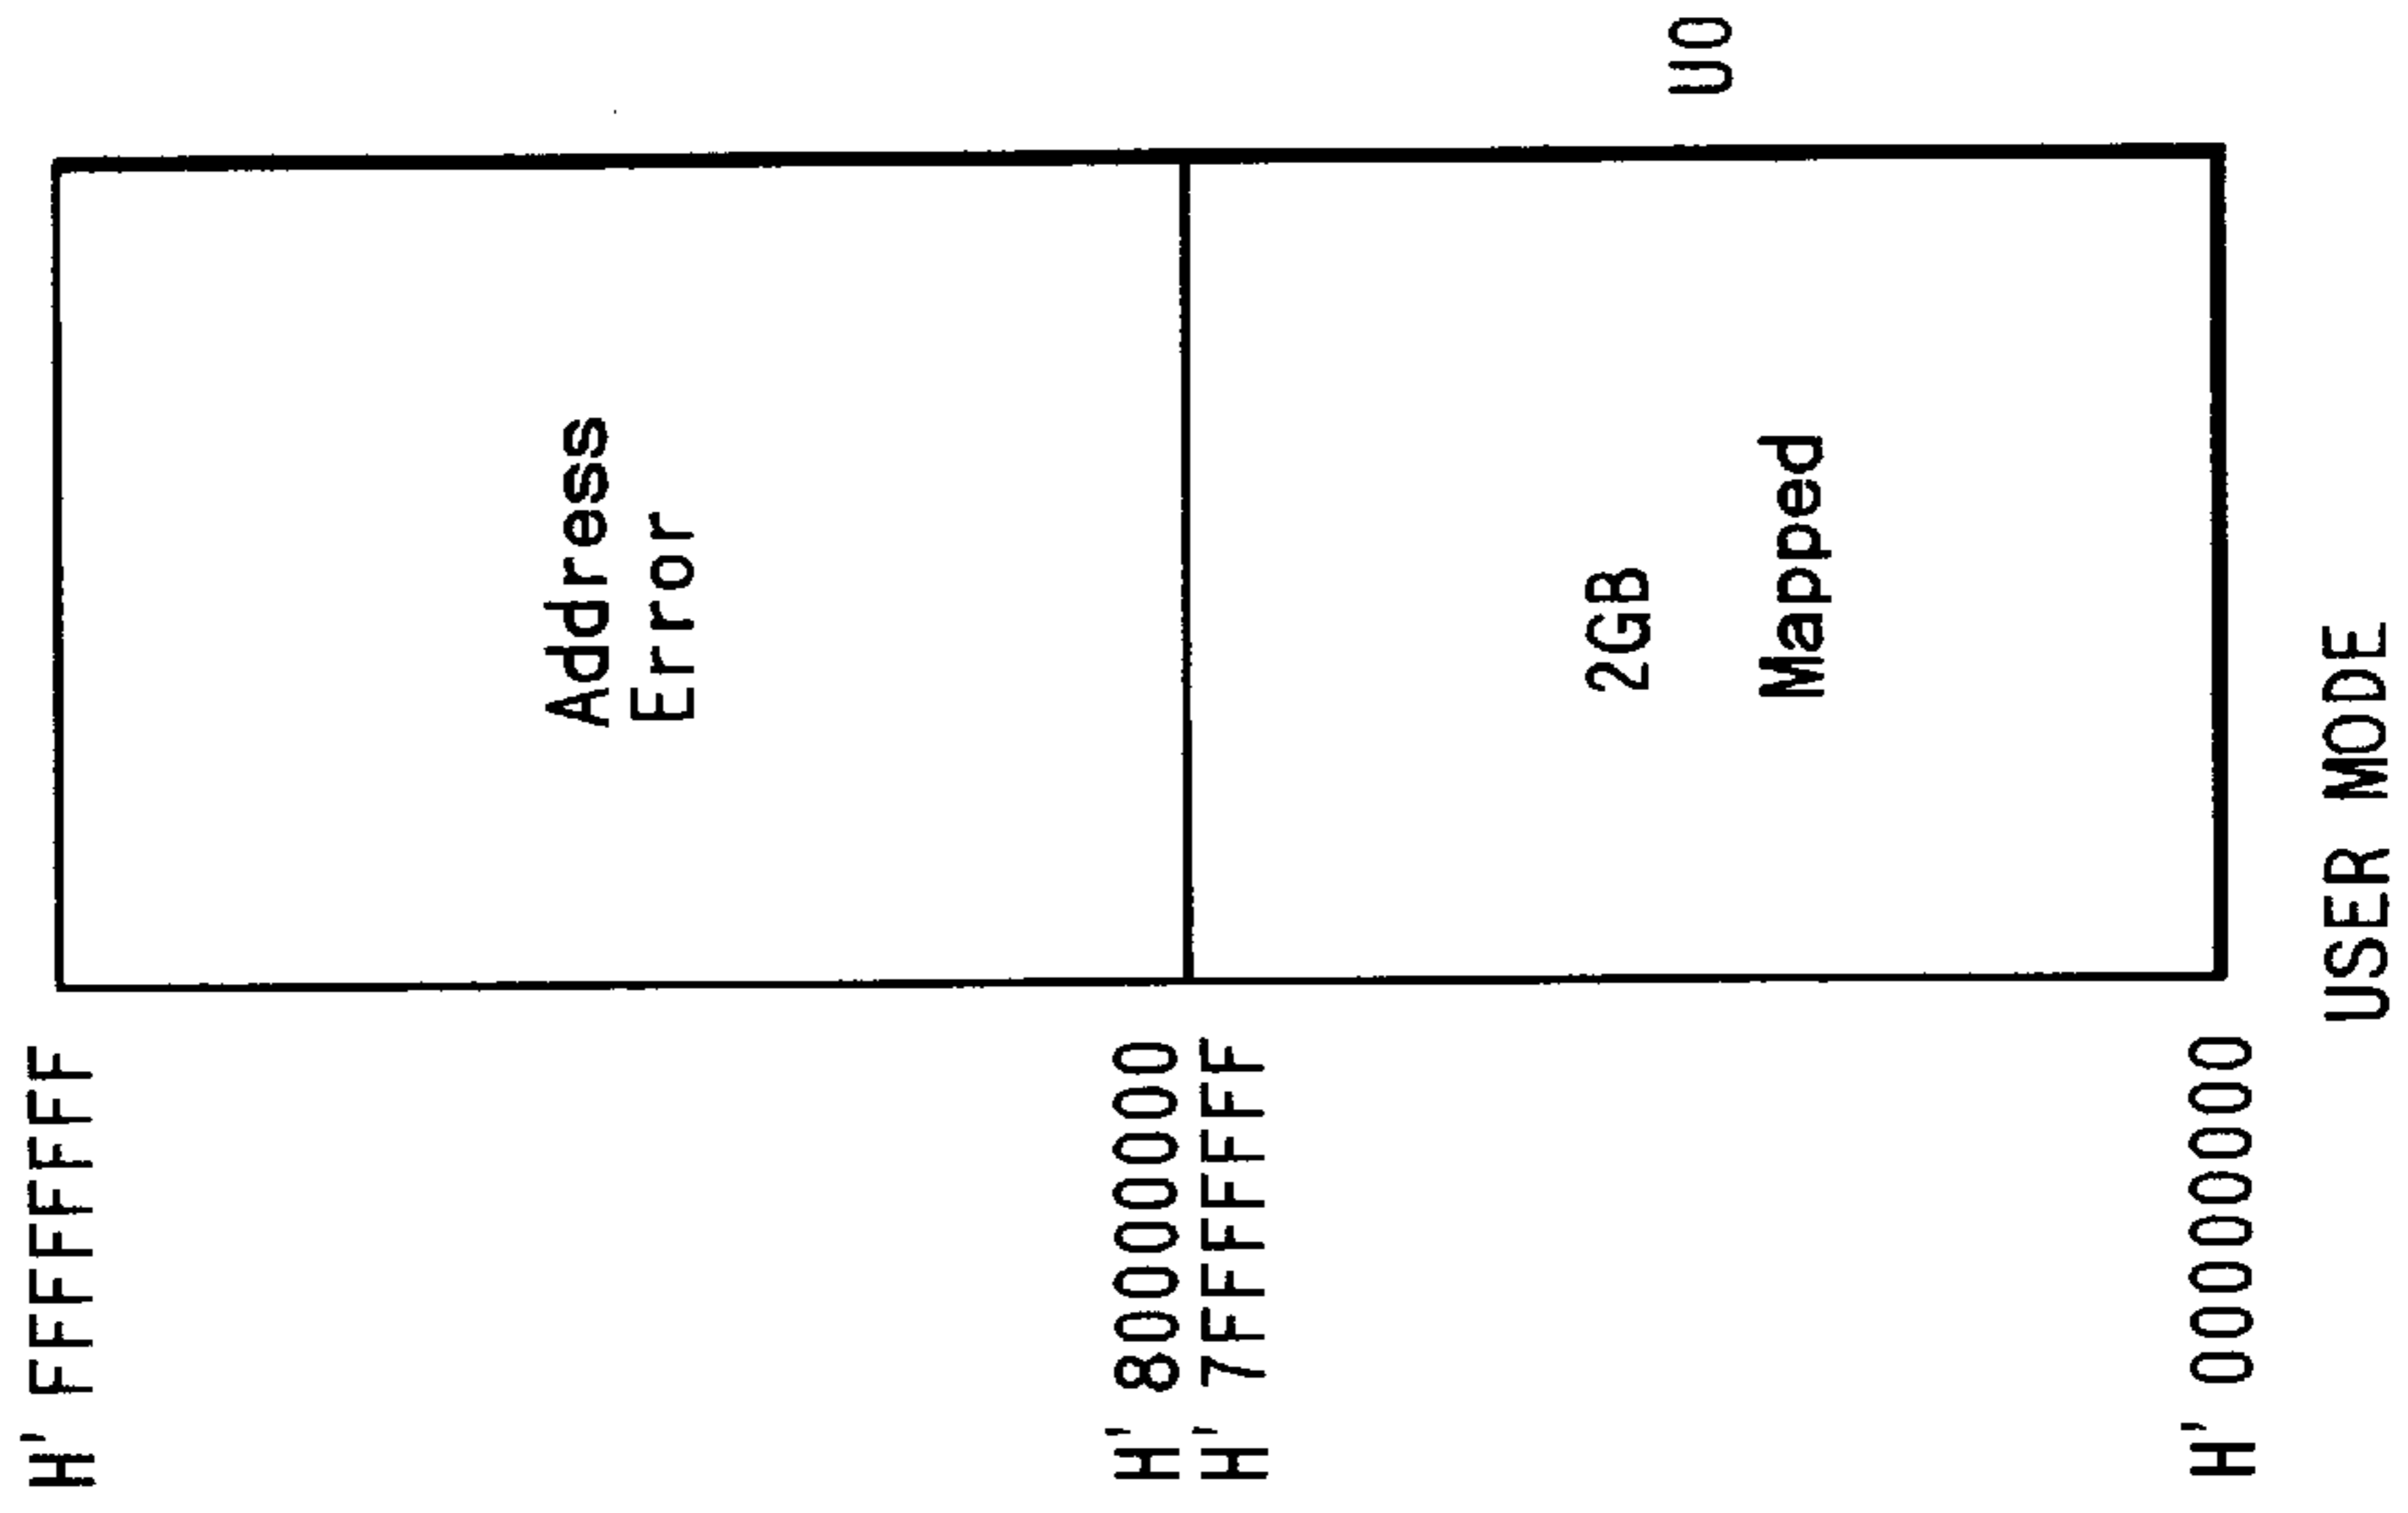 H' FFFFFFFF
Address
Error
H' 80000000
H' 7FFFFFFF
2GB
U0
Mapped
H' 00000000
USER MODE